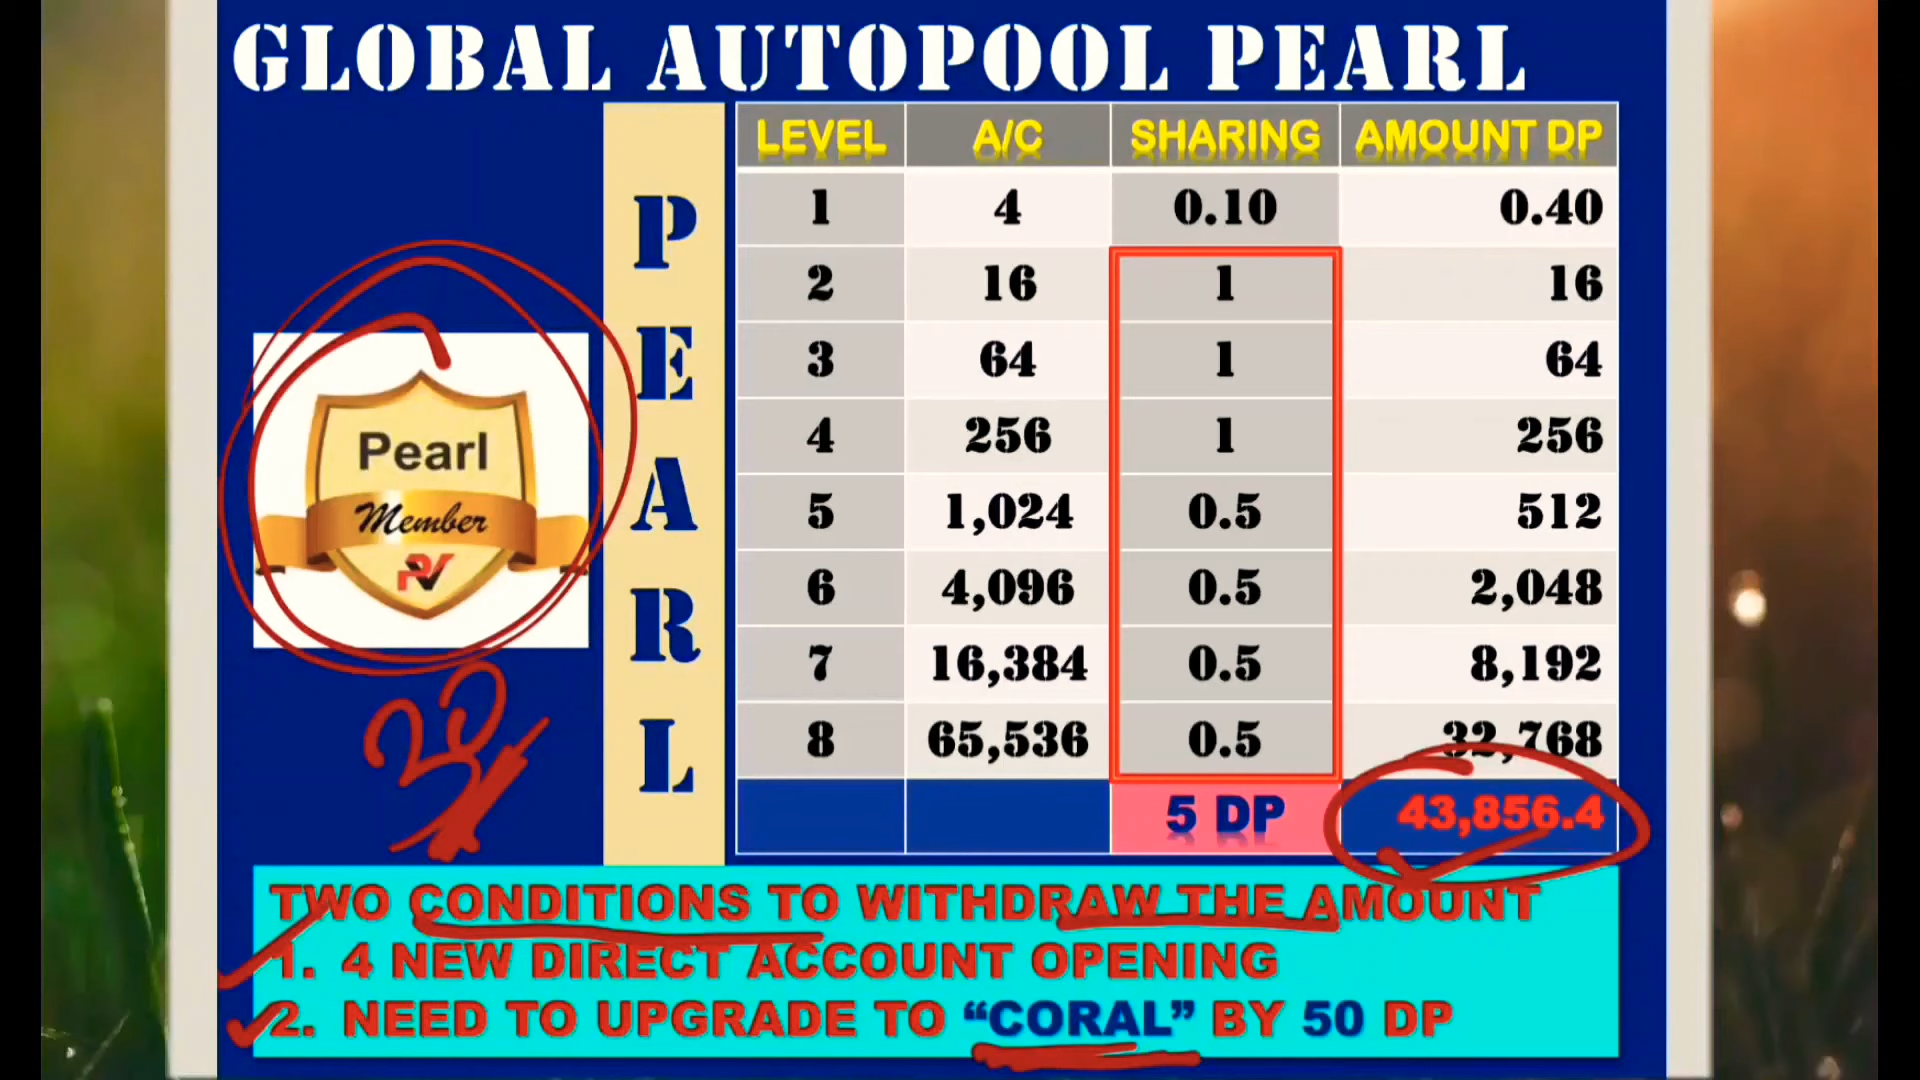 GLOBAL AUTOPOOL PEARL
PEARL
LEVEL A/C SHARING AMOUNT DP
1 4 0.10 0.40
2 16 1 16
3 64 1 64
4 256 1 256
5 1,024 0.5 512
6 4,096 0.5 2,048
7 16,384 0.5 8,192
8 65,536 0.5 32,768
5 DP 43,856.4
Pearl
Member
PV
TWO CONDITIONS TO WITHDRAW THE AMOUNT
1. 4 NEW DIRECT ACCOUNT OPENING
2. NEED TO UPGRADE TO “CORAL” BY 50 DP